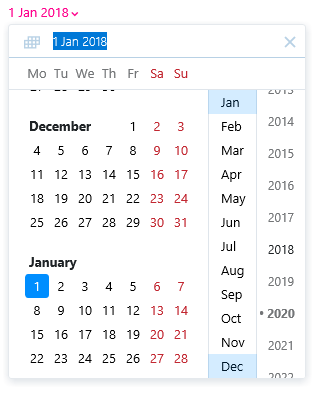 1 Jan 2018
1 Jan 2018
Mo Tu We Th Fr Sa Su
December 1 2 3
4 5 6 7 8 9 10
11 12 13 14 15 16 17
18 19 20 21 22 23 24
25 26 27 28 29 30 31
January
1 2 3 4 5 6 7
8 9 10 11 12 13 14
15 16 17 18 19 20 21
22 23 24 25 26 27 28
Jan
Feb
Mar
Apr
May
Jun
Jul
Aug
Sep
Oct
Nov
Dec
2014
2015
2016
2017
2018
2019
• 2020
2021